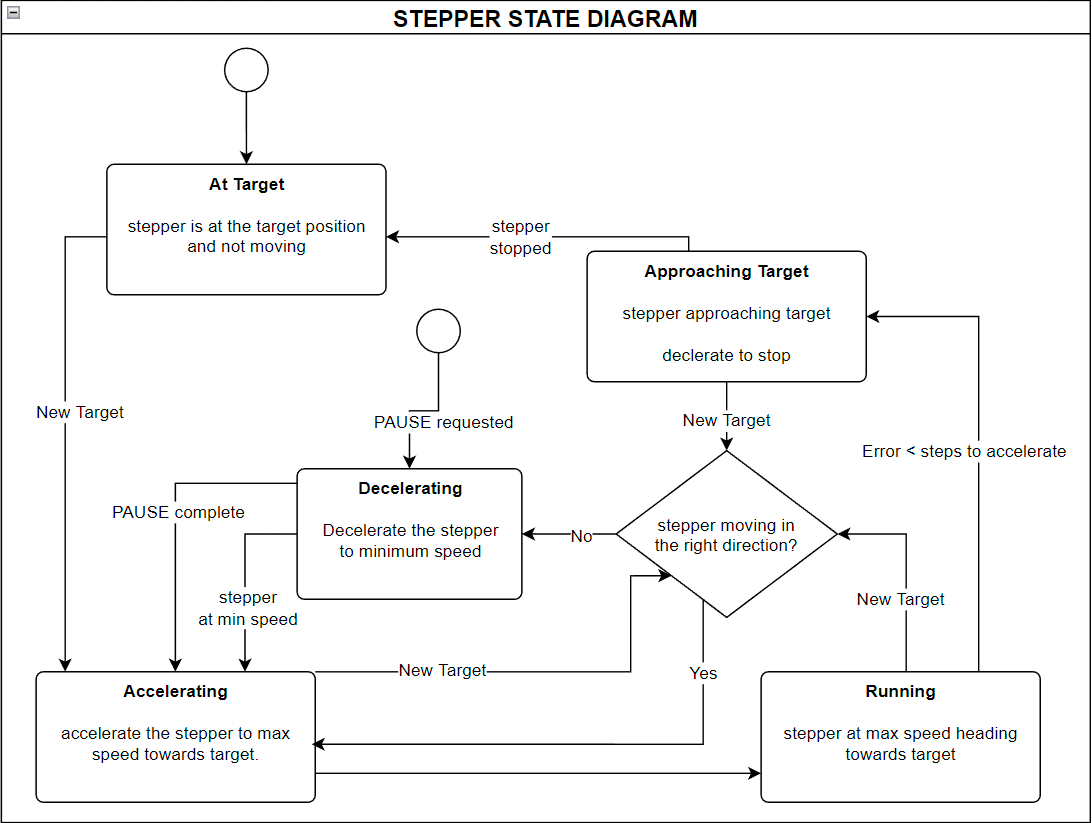 STEPPER STATE DIAGRAM
At Target
stepper is at the target position
and not moving
stepper
stopped
Approaching Target
stepper approaching target
declerate to stop
New Target
PAUSE requested
New Target
Error < steps to accelerate
Decelerating
Decelerate the stepper
to minimum speed
PAUSE complete
No
stepper moving in
the right direction?
stepper
at min speed
New Target
New Target
Yes
Accelerating
accelerate the stepper to max
speed towards target.
Running
stepper at max speed heading
towards target